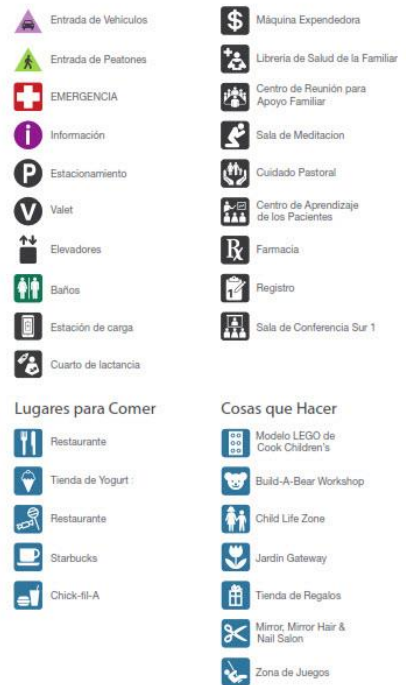 Entrada de Vehiculos
Entrada de Peatones
EMERGENCIA
i
Información
P
Estacionamiento
V
Valet
Elevadores
Baños
Estación de carga
Cuarto de lactancia
$
Máquina Expendedora
Libreria de Salud de la Familiar
Centro de Reunión para
Apoyo Familiar
Sala de Meditacion
Cuidado Pastoral
Centro de Aprendizaje
de los Pacientes
Rx
Farmacia
1
Registro
Sala de Conferencia Sur 1
Lugares para Comer
Restaurante
Tienda de Yogurt
Restaurante
Starbucks
Chick-fil-A
Cosas que Hacer
Modelo LEGO de
Cook Children's
Build-A-Bear Workshop
Child Life Zone
Jardín Gateway
Tienda de Regalos
Mirror, Mirror Hair &
Nail Salon
Zona de Juegos